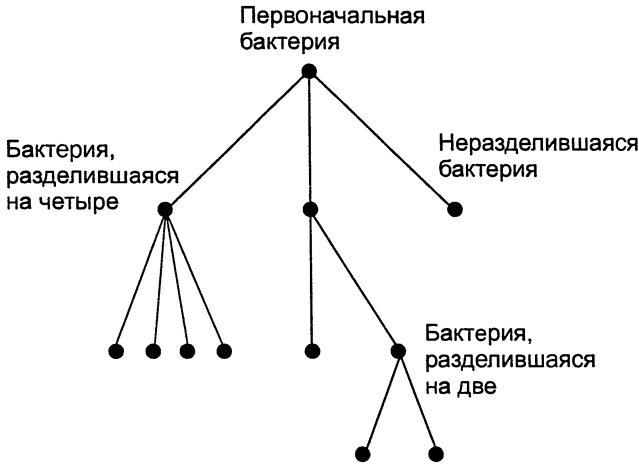 Первоначальная
бактерия
Бактерия,
разделившаяся
на четыре
Неразделившаяся
бактерия
Бактерия,
разделившаяся
на две